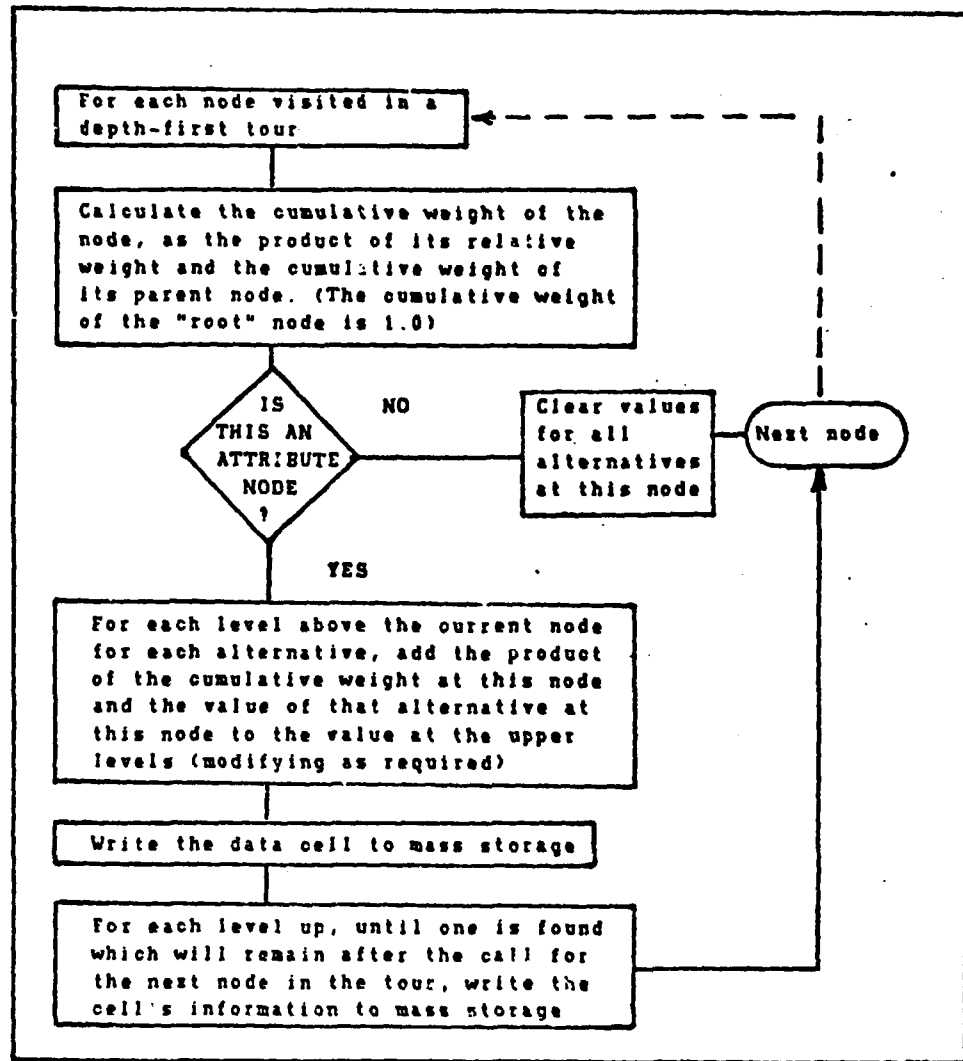 For each node visited in a
depth-first tour
Calculate the cumulative weight of the
node, as the product of its relative
weight and the cumulative weight of
its parent node. (The cumulative weight
of the "root" node is 1.0)
IS
THIS AN
ATTRIBUTE
NODE
?
NO
Clear values
for all
alternatives
at this node
Next node
YES
For each level above the current node
for each alternative, add the product
of the cumulative weight at this node
and the value of that alternative at
this node to the value at the upper
levels (modifying as required)
Write the data cell to mass storage
For each level up, until one is found
which will remain after the call for
the next node in the tour, write the
cell's information to mass storage